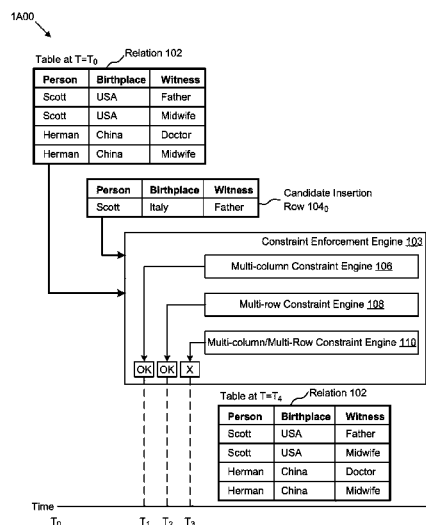 1A00
Table at T=T0
Relation 102
Person Birthplace Witness
Scott USA Father
Scott USA Midwife
Herman China Doctor
Herman China Midwife
Person Birthplace Witness
Scott Italy Father
Candidate Insertion
Row 1040
Constraint Enforcement Engine 103
Multi-column Constraint Engine 106
Multi-row Constraint Engine 108
Multi-column/Multi-Row Constraint Engine 110
OK OK X
Table at T=T4
Relation 102
Person Birthplace Witness
Scott USA Father
Scott USA Midwife
Herman China Doctor
Herman China Midwife
Time
T0 T1 T2 T3